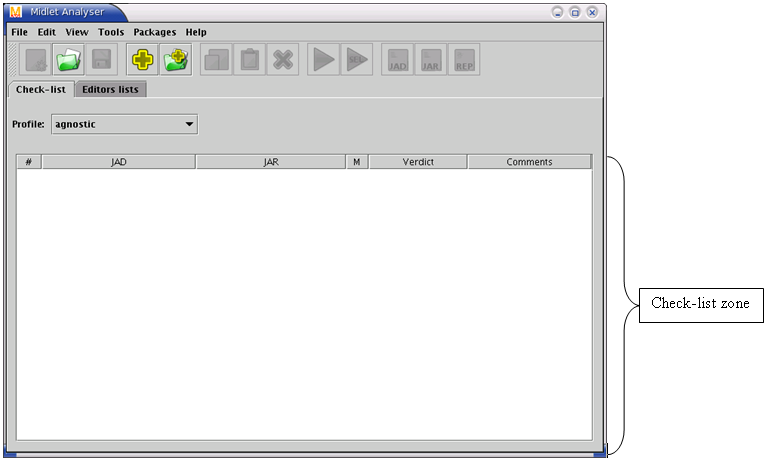 Midlet Analyser
File Edit View Tools Packages Help
JAD JAR REP
Check-list Editors lists
Profile: agnostic
# JAD JAR M Verdict Comments
Check-list zone